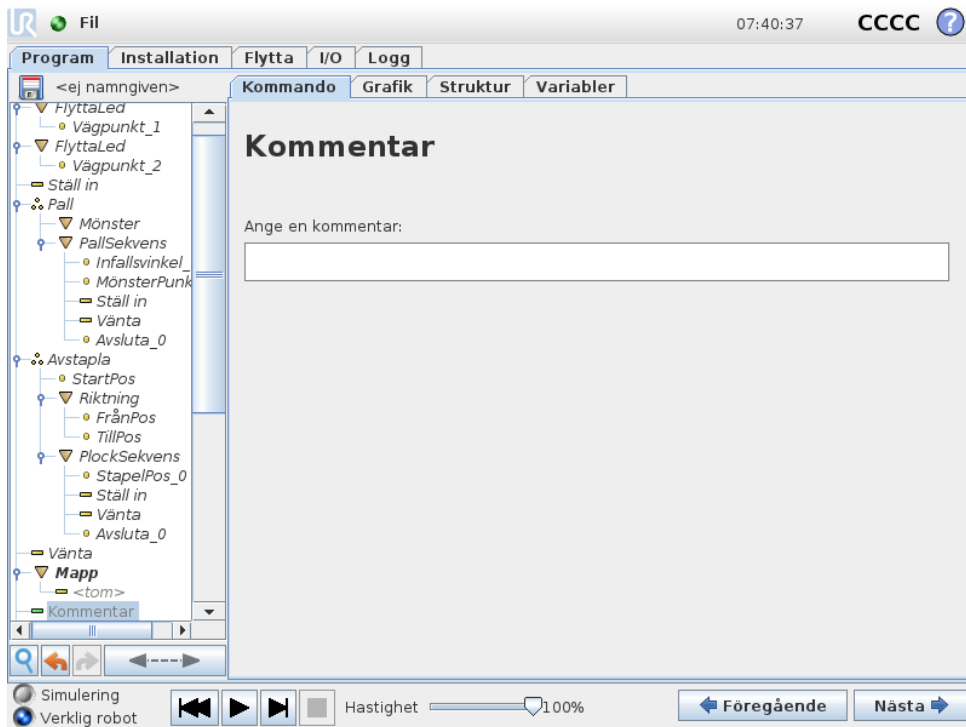 UR Fil 07:40:37 CCCC ?
Program Installation Flytta I/O Logg
<ej namngiven>
Kommando Grafik Struktur Variabler
FlyttaLed
Vägpunkt_1
FlyttaLed
Vägpunkt_2
Ställ in
Pall
Mönster
PallSekvens
Infallsvinkel_
MönsterPunk
Ställ in
Vänta
Avsluta_0
Avstapla
StartPos
Riktning
FrånPos
TillPos
PlockSekvens
StapelPos_0
Ställ in
Vänta
Avsluta_0
Vänta
Mapp
<tom>
Kommentar
Kommentar
Ange en kommentar:
Simulering
Verklig robot
Hastighet 100%
Föregående Nästa